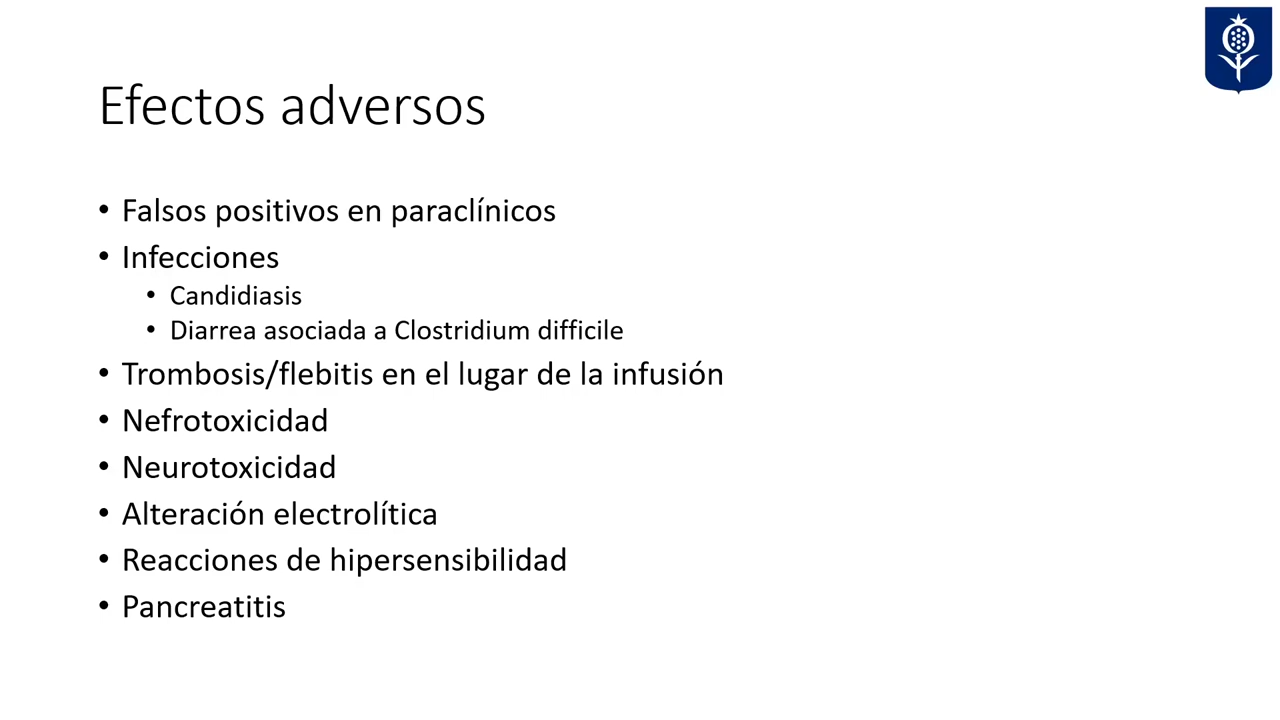 Efectos adversos
• Falsos positivos en paraclínicos
• Infecciones
• Candidiasis
• Diarrea asociada a Clostridium difficile
• Trombosis/flebitis en el lugar de la infusión
• Nefrotoxicidad
• Neurotoxicidad
• Alteración electrolítica
• Reacciones de hipersensibilidad
• Pancreatitis